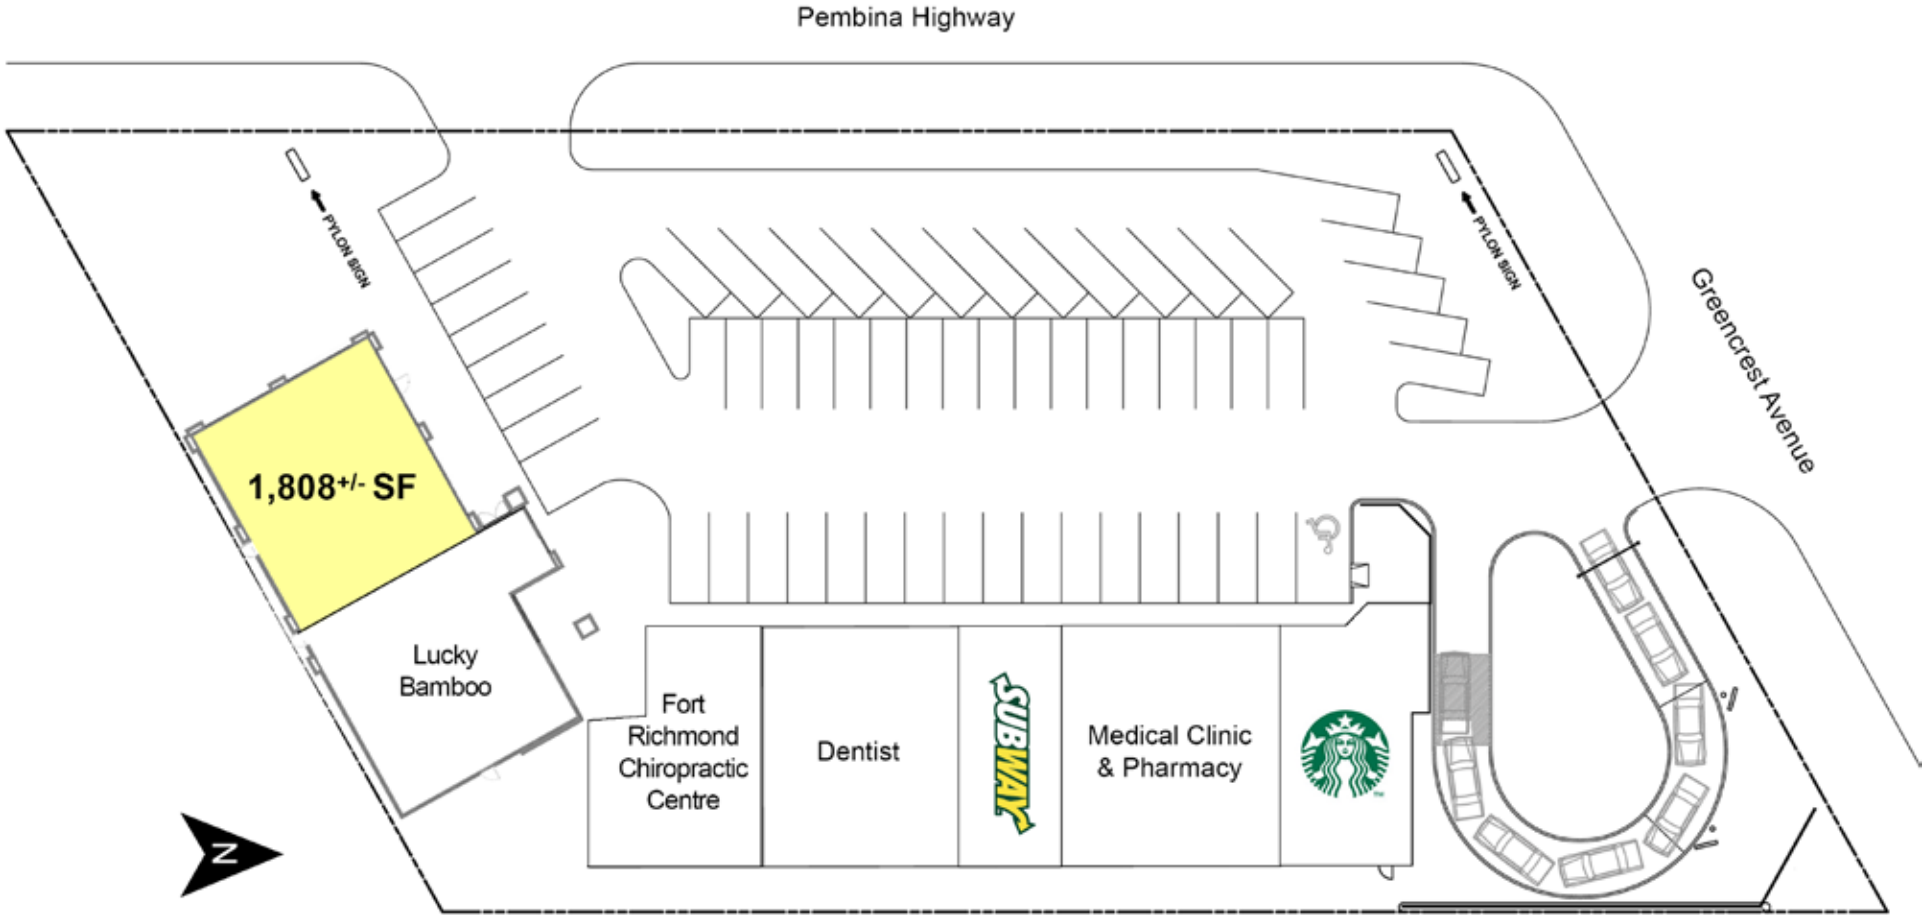 Pembina Highway
PYLON SIGN
PYLON SIGN
Greencrest Avenue
1,808+/- SF
Lucky
Bamboo
Fort
Richmond
Chiropractic
Centre
Dentist
SUBWAY
Medical Clinic
& Pharmacy
TM
N